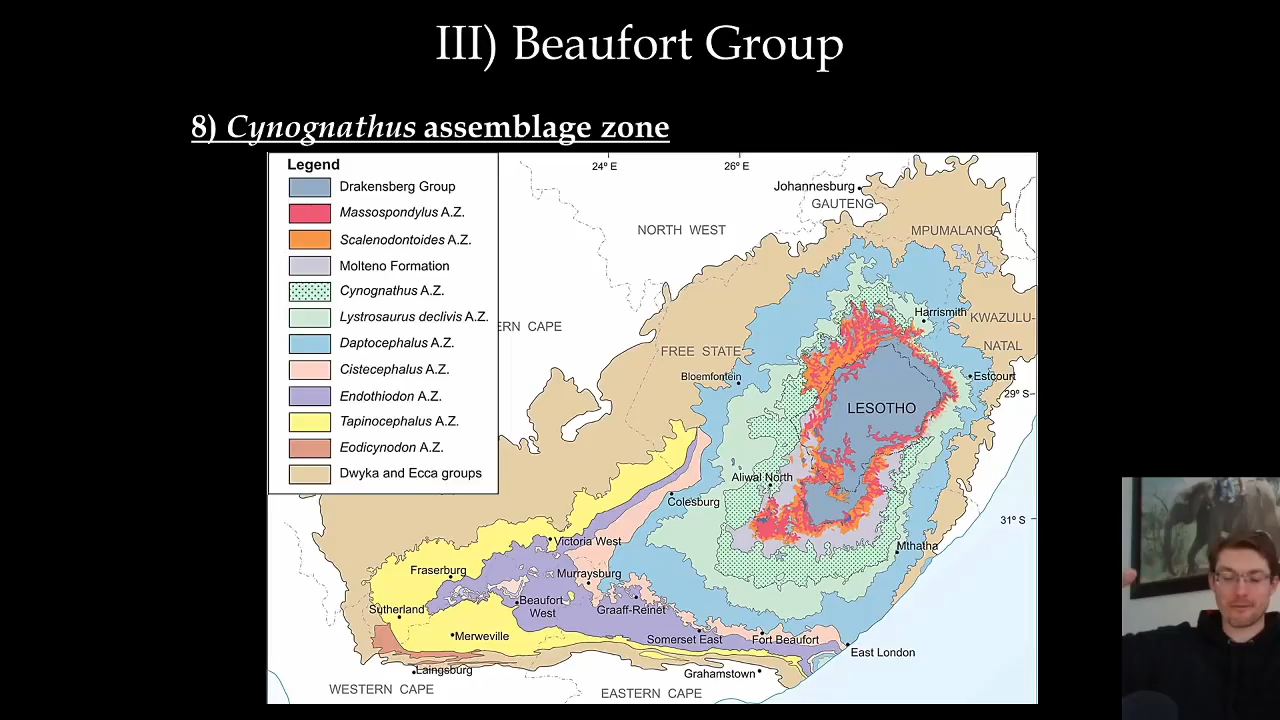 III) Beaufort Group
8) Cynognathus assemblage zone
Legend
Drakensberg Group
Massospondylus A.Z.
Scalenodontoides A.Z.
Molteno Formation
Cynognathus A.Z.
Lystrosaurus declivis A.Z.
Daptocephalus A.Z.
Cistecephalus A.Z.
Endothiodon A.Z.
Tapinocephalus A.Z.
Eodicynodon A.Z.
Dwyka and Ecca groups
24° E
26° E
Johannesburg
GAUTENG
NORTH WEST
MPUMALANGA
Harrismith
KWAZULU-
NATAL
ERN CAPE
FREE STATE
Bloemfontein
Estcourt
29° S
LESOTHO
Aliwal North
Colesburg
31° S
Victoria West
Mthatha
Fraserburg
Murraysburg
Beaufort
West
Graaff-Reinet
Sutherland
Merweville
Somerset East
Fort Beaufort
East London
Laingsburg
Grahamstown
WESTERN CAPE
EASTERN CAPE